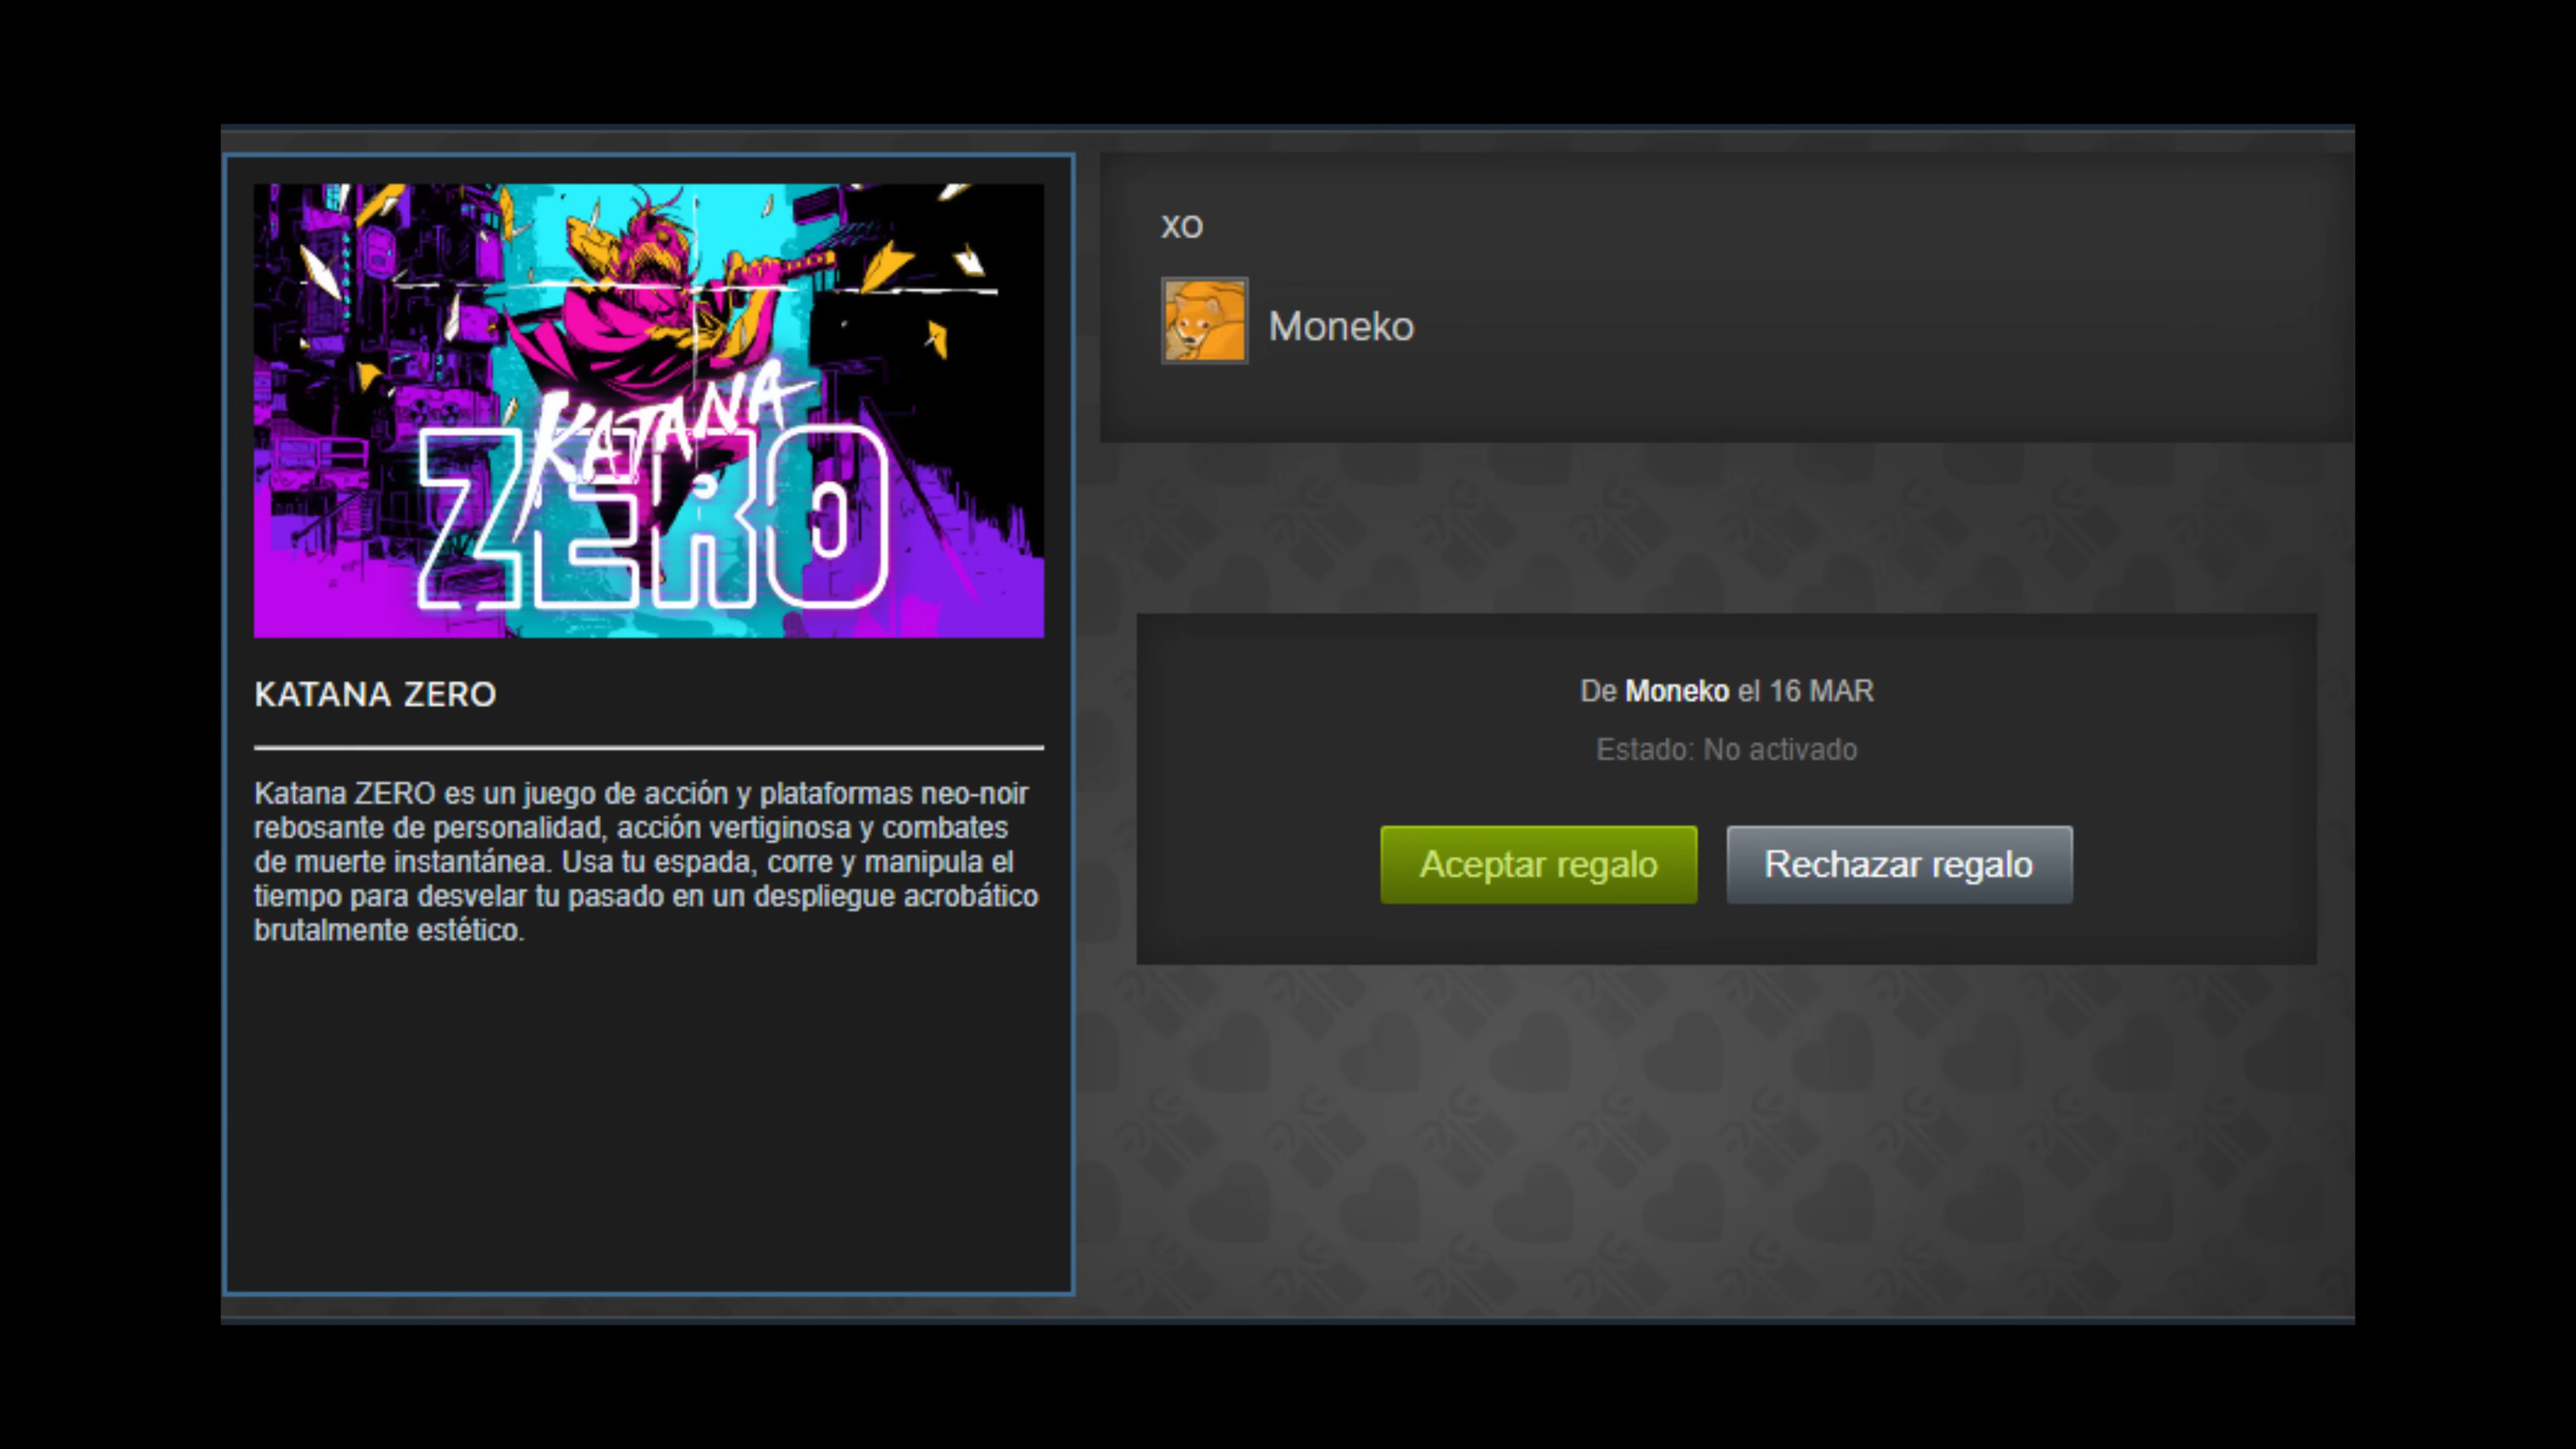 KATANA
ZERO
KATANA ZERO
Katana ZERO es un juego de acción y plataformas neo-noir
rebosante de personalidad, acción vertiginosa y combates
de muerte instantánea. Usa tu espada, corre y manipula el
tiempo para desvelar tu pasado en un despliegue acrobático
brutalmente estético.
xo
Moneko
De Moneko el 16 MAR
Estado: No activado
Aceptar regalo
Rechazar regalo